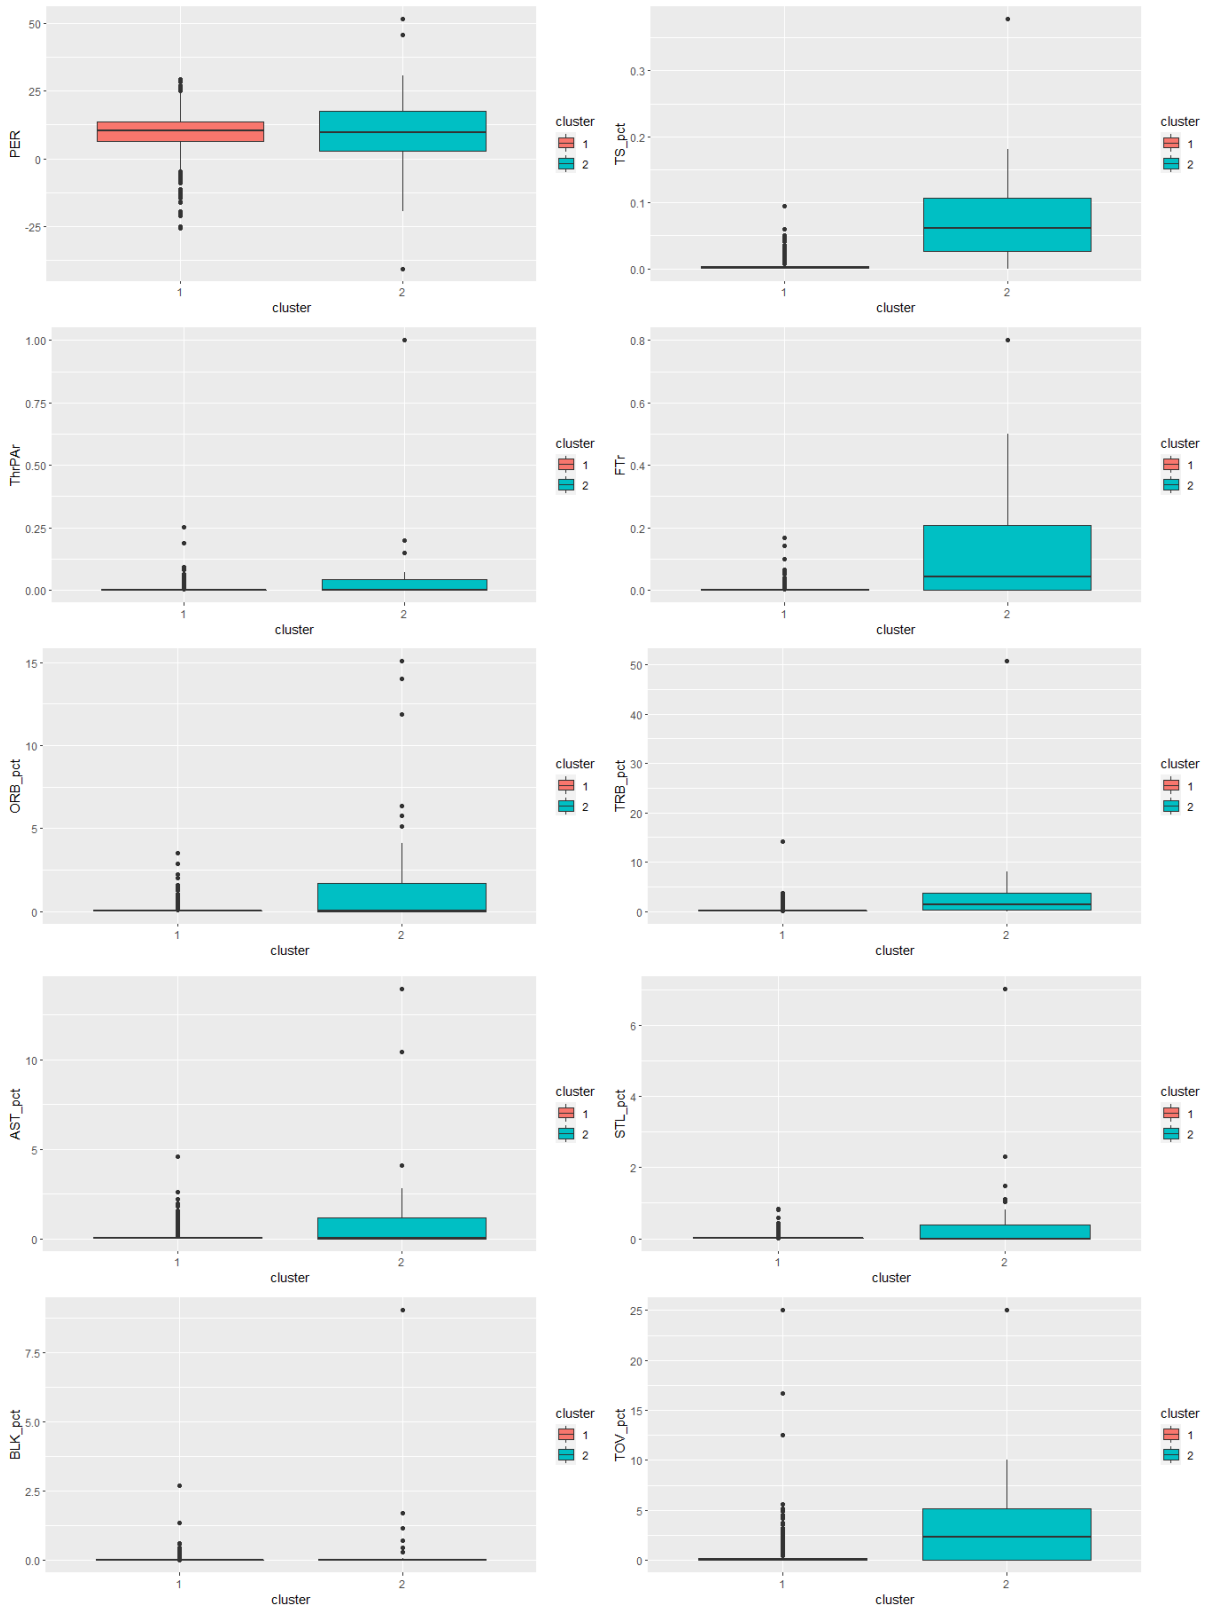 PER
50
25
0
-25
1
2
cluster
cluster
1
2
TS_pct
0.3
0.2
0.1
0.0
1
2
cluster
cluster
1
2
ThrPAr
1.00
0.75
0.50
0.25
0.00
1
2
cluster
cluster
1
2
FTr
0.8
0.6
0.4
0.2
0.0
1
2
cluster
cluster
1
2
ORB_pct
15
10
5
0
1
2
cluster
cluster
1
2
TRB_pct
50
40
30
20
10
0
1
2
cluster
cluster
1
2
AST_pct
10
5
0
1
2
cluster
cluster
1
2
STL_pct
6
4
2
0
1
2
cluster
cluster
1
2
BLK_pct
7.5
5.0
2.5
0.0
1
2
cluster
cluster
1
2
TOV_pct
25
20
15
10
5
0
1
2
cluster
cluster
1
2